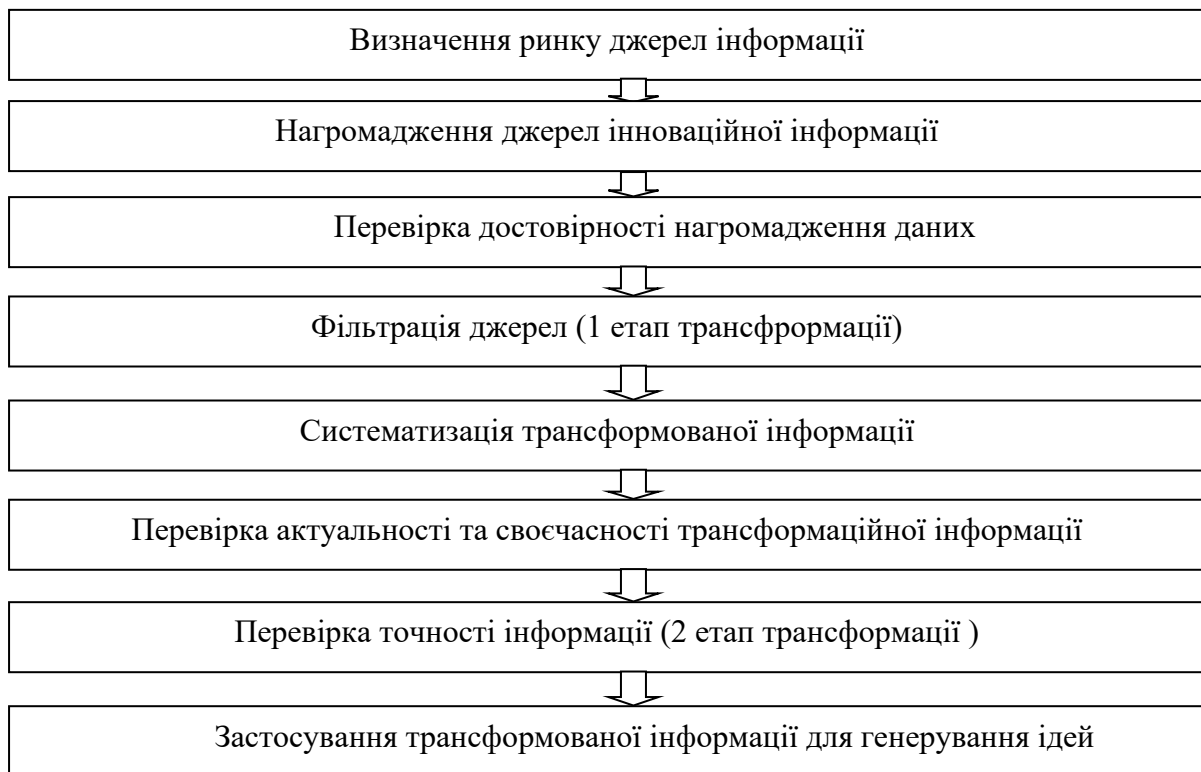 Визначення ринку джерел інформації
Нагромадження джерел інноваційної інформації
Перевірка достовірності нагромадження даних
Фільтрація джерел (1 етап трансфрормації)
Систематизація трансформованої інформації
Перевірка актуальності та своєчасності трансформаційної інформації
Перевірка точності інформації (2 етап трансформації )
Застосування трансформованої інформації для генерування ідей